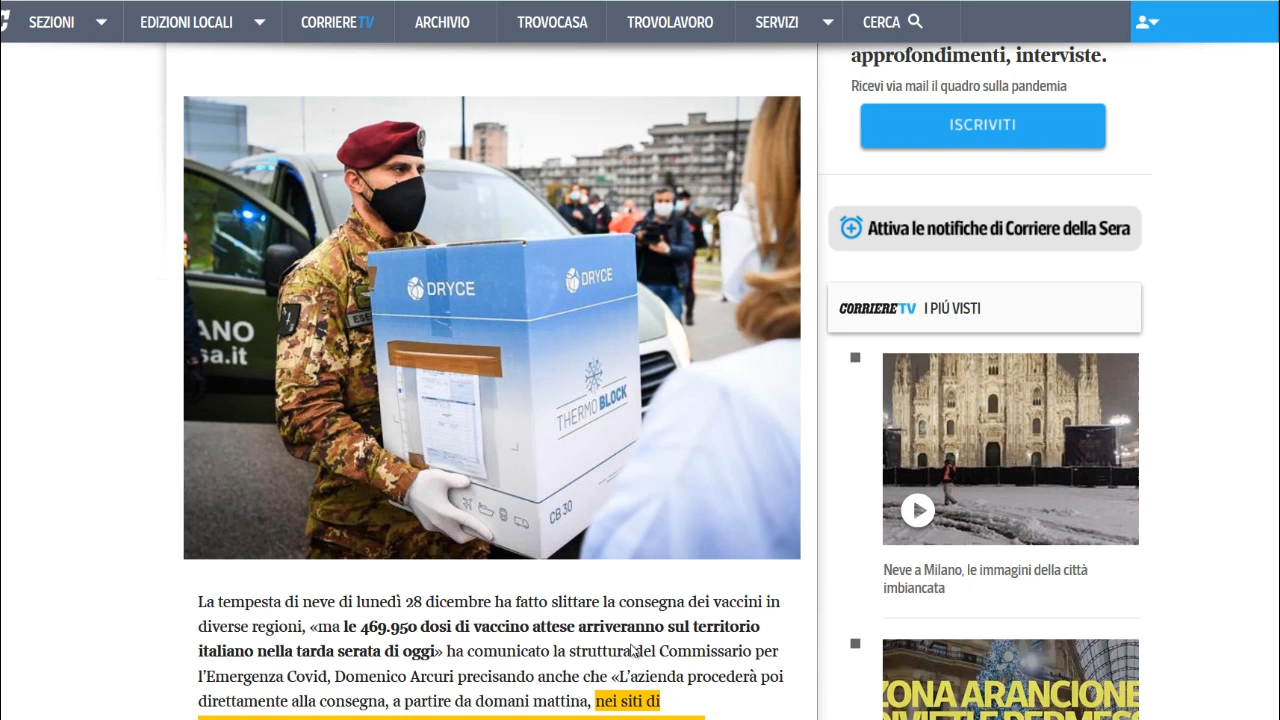 SEZIONI
EDIZIONI LOCALI
CORRIERETV
ARCHIVIO
TROVOCASA
TROVOLAVORO
SERVIZI
CERCA
approfondimenti, interviste.
Ricevi via mail il quadro sulla pandemia
ISCRIVITI
Attiva le notifiche di Corriere della Sera
CORRIERETV I PIÚ VISTI
DRYCE
DRYCE
THERMO BLOCK
CB 30
ANO
sa.it
Neve a Milano, le immagini della città
imbiancata
ZONA ARANCIONE
La tempesta di neve di lunedì 28 dicembre ha fatto slittare la consegna dei vaccini in
diverse regioni, «ma le 469.950 dosi di vaccino attese arriveranno sul territorio
italiano nella tarda serata di oggi» ha comunicato la struttura del Commissario per
l’Emergenza Covid, Domenico Arcuri precisando anche che «L’azienda procederà poi
direttamente alla consegna, a partire da domani mattina, nei siti di